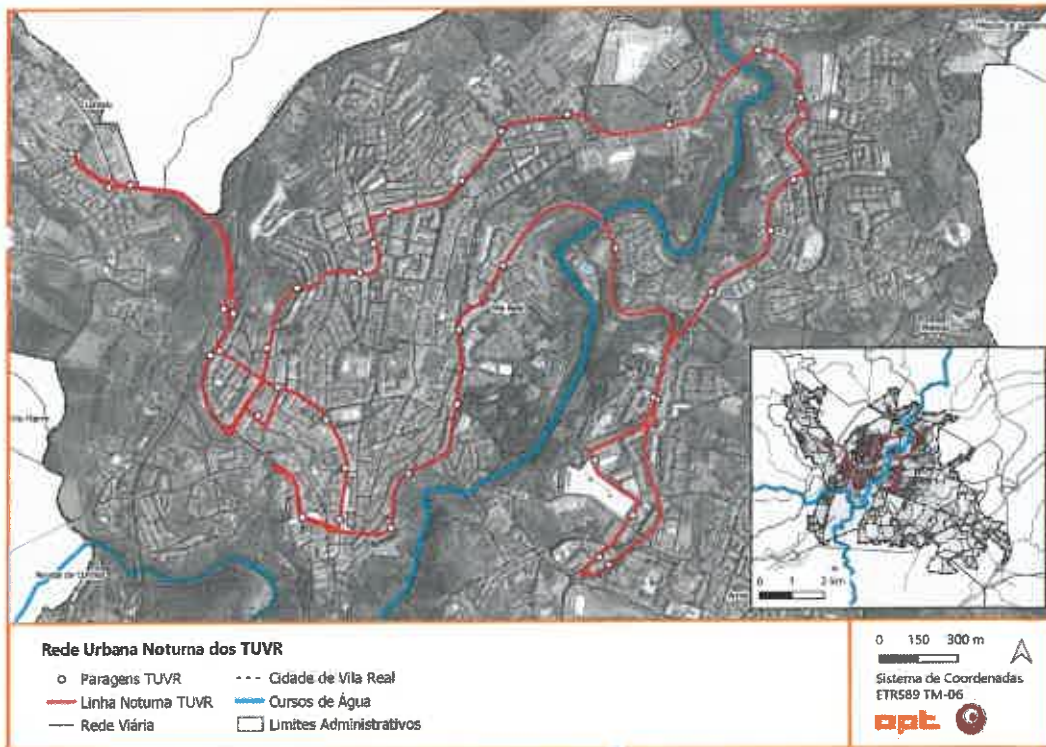 0 1 2 km
Rede Urbana Noturna dos TUVR
Paragens TUVR
Linha Noturna TUVR
Rede Viária
Cidade de Vila Real
Cursos de Água
Limites Administrativos
0 150 300 m
Sistema de Coordenadas
ETRS89 TM-06
opt